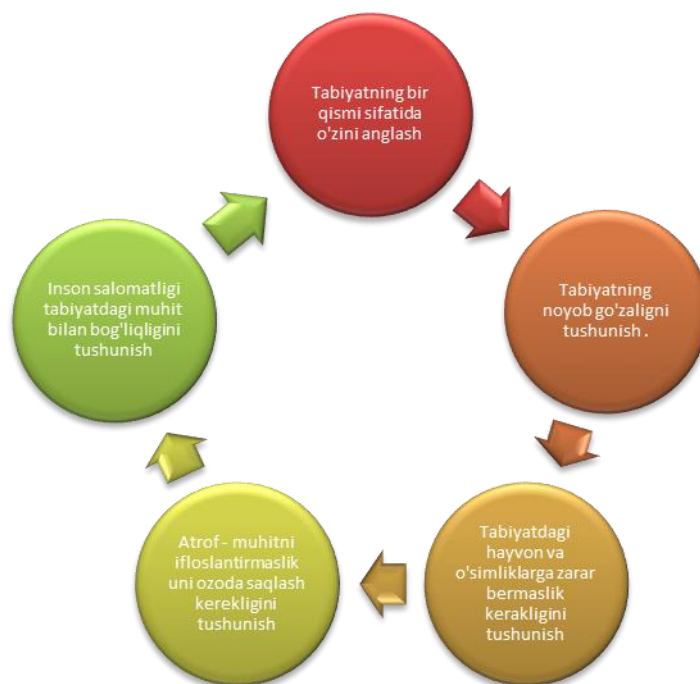 Tabiyatning bir
qismi sifatida
o'zini anglash
Tabiyatning
noyob go'zaligni
tushunish .
Tabiyatdagi
hayvon va
o'simliklarga zarar
bermaslik
kerakligini
tushunish
Atrof - muhitni
ifloslantirmaslik
uni ozoda saqlash
kerekligini
tushunish
Inson salomatligi
tabiyatdagi muhit
bilan bog'liqligini
tushunish